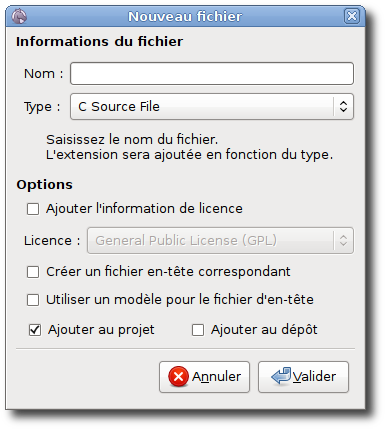 Nouveau fichier
Informations du fichier
Nom :
Type : C Source File
Saisissez le nom du fichier.
L'extension sera ajoutée en fonction du type.
Options
Ajouter l'information de licence
Licence : General Public License (GPL)
Créer un fichier en-tête correspondant
Utiliser un modèle pour le fichier d'en-tête
Ajouter au projet Ajouter au dépôt
Annuler Valider